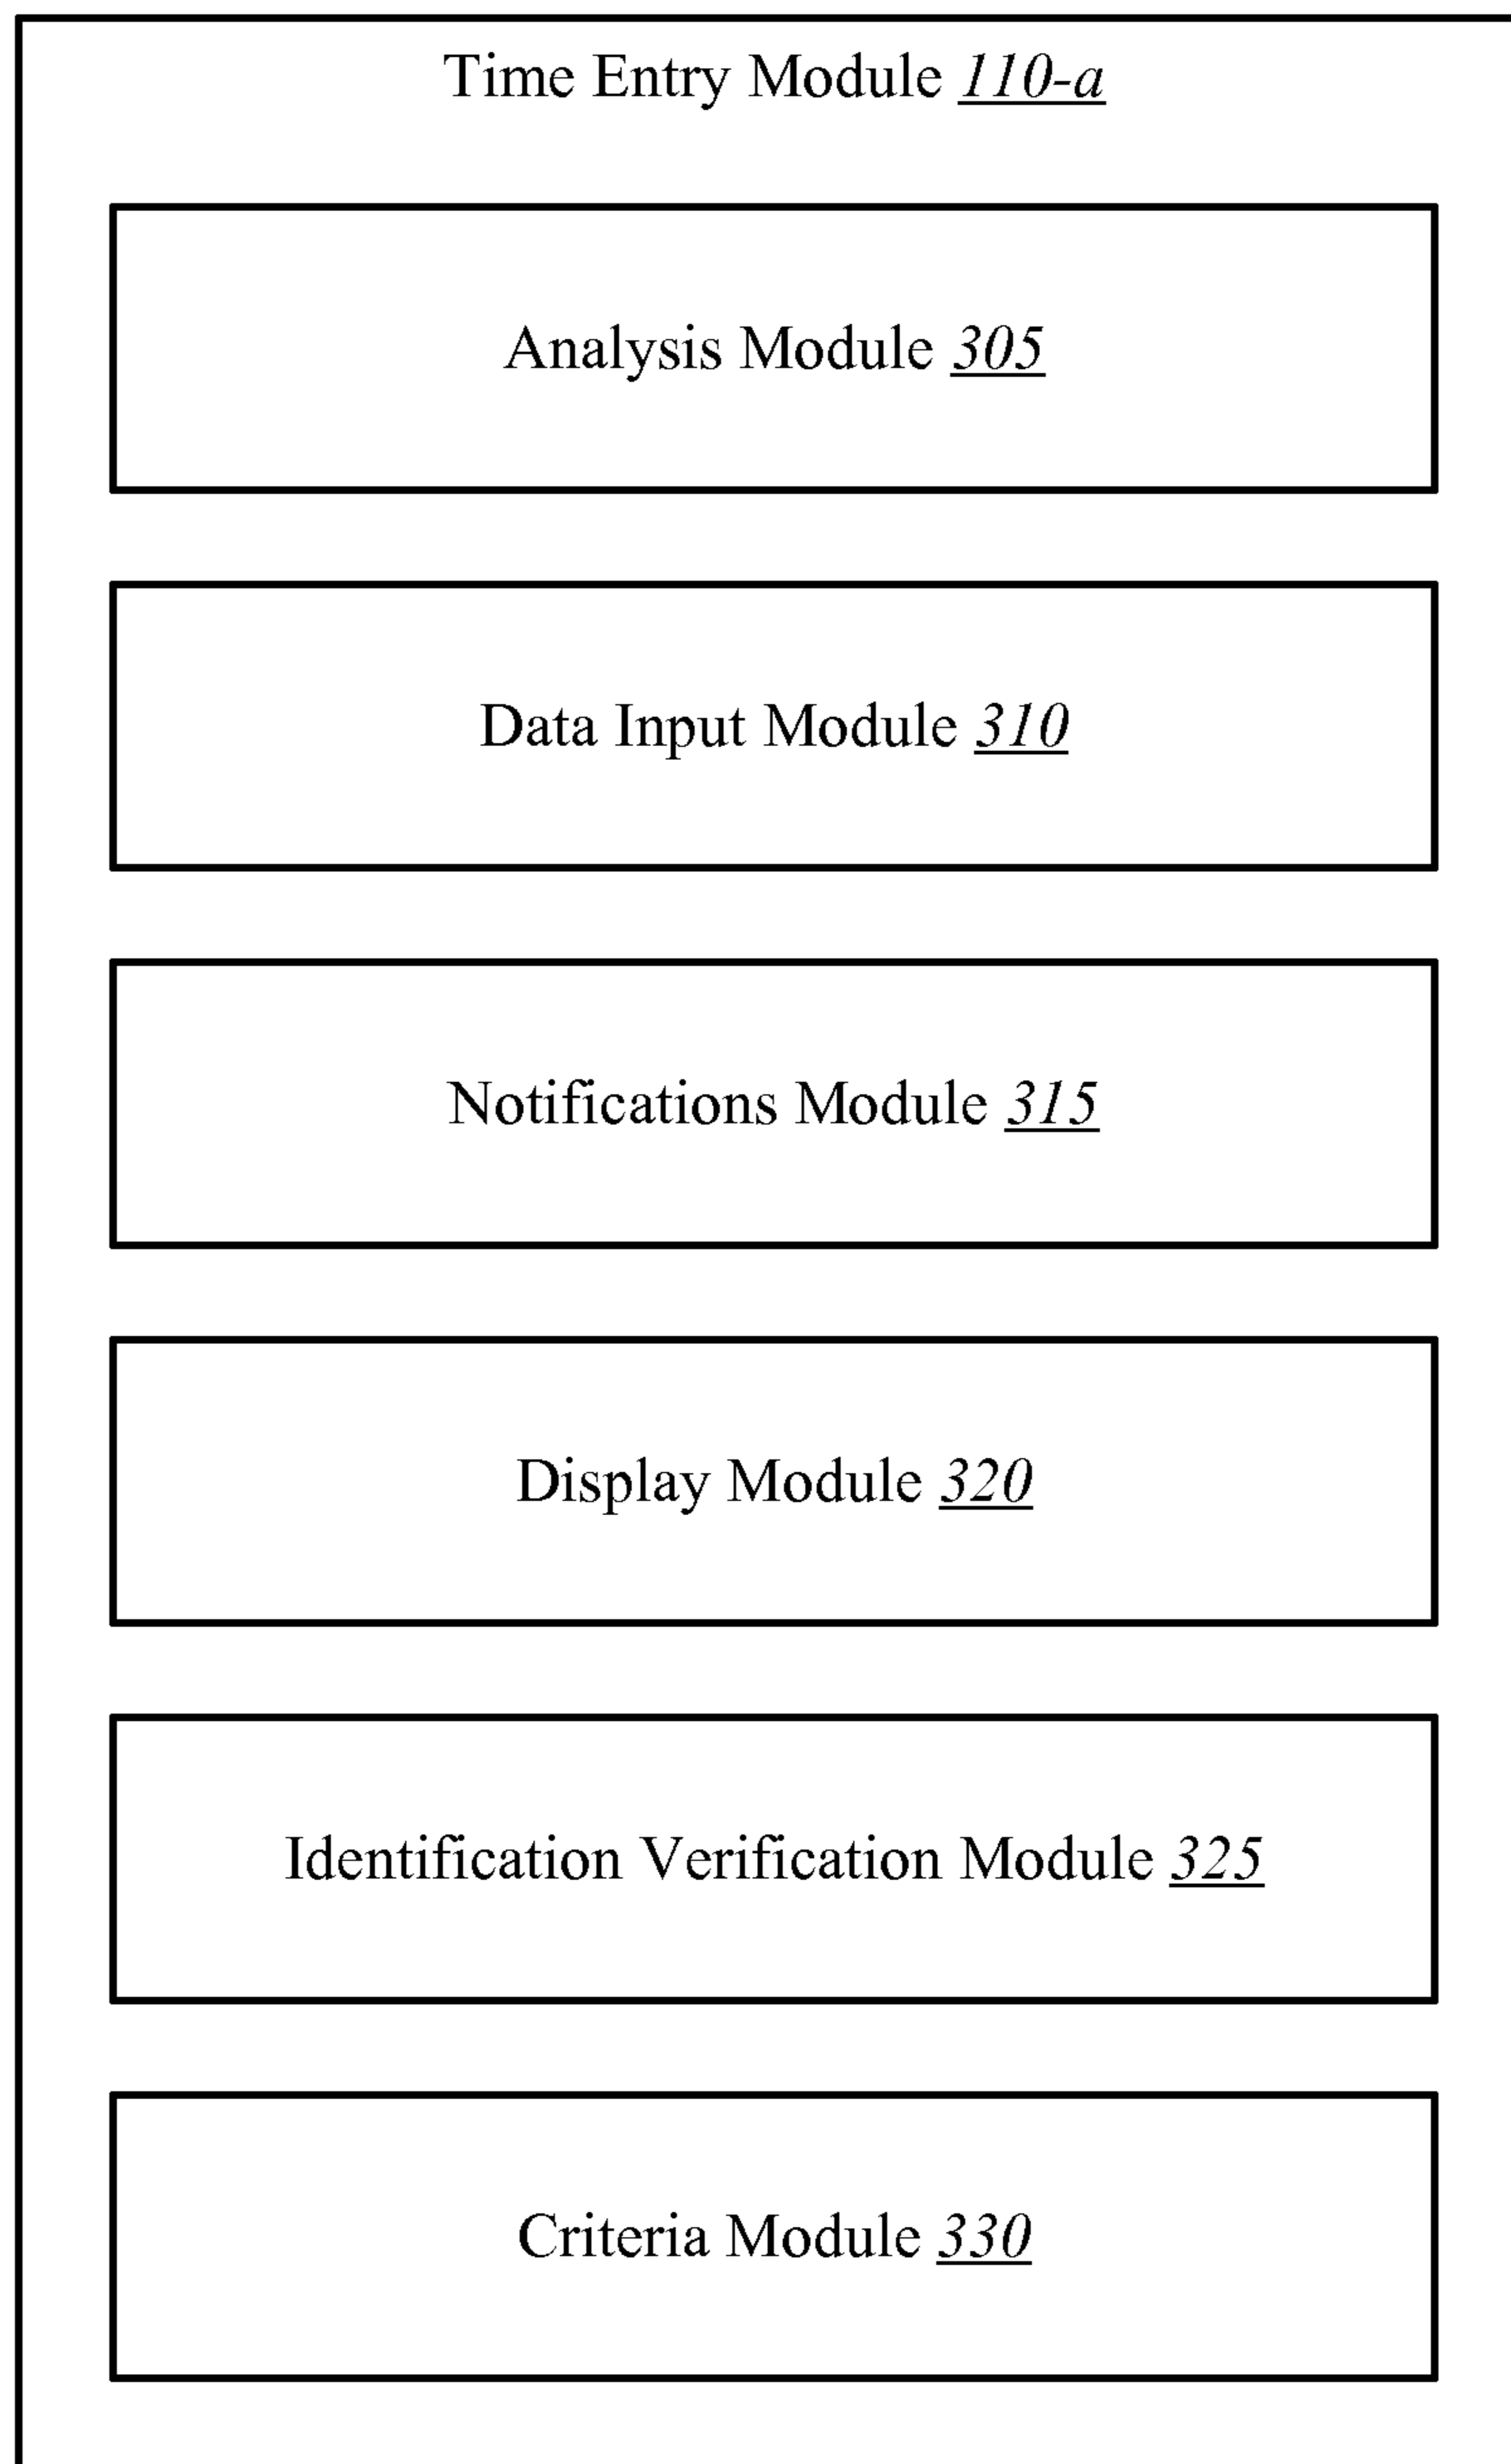 Time Entry Module 110-a
Analysis Module 305
Data Input Module 310
Notifications Module 315
Display Module 320
Identification Verification Module 325
Criteria Module 330